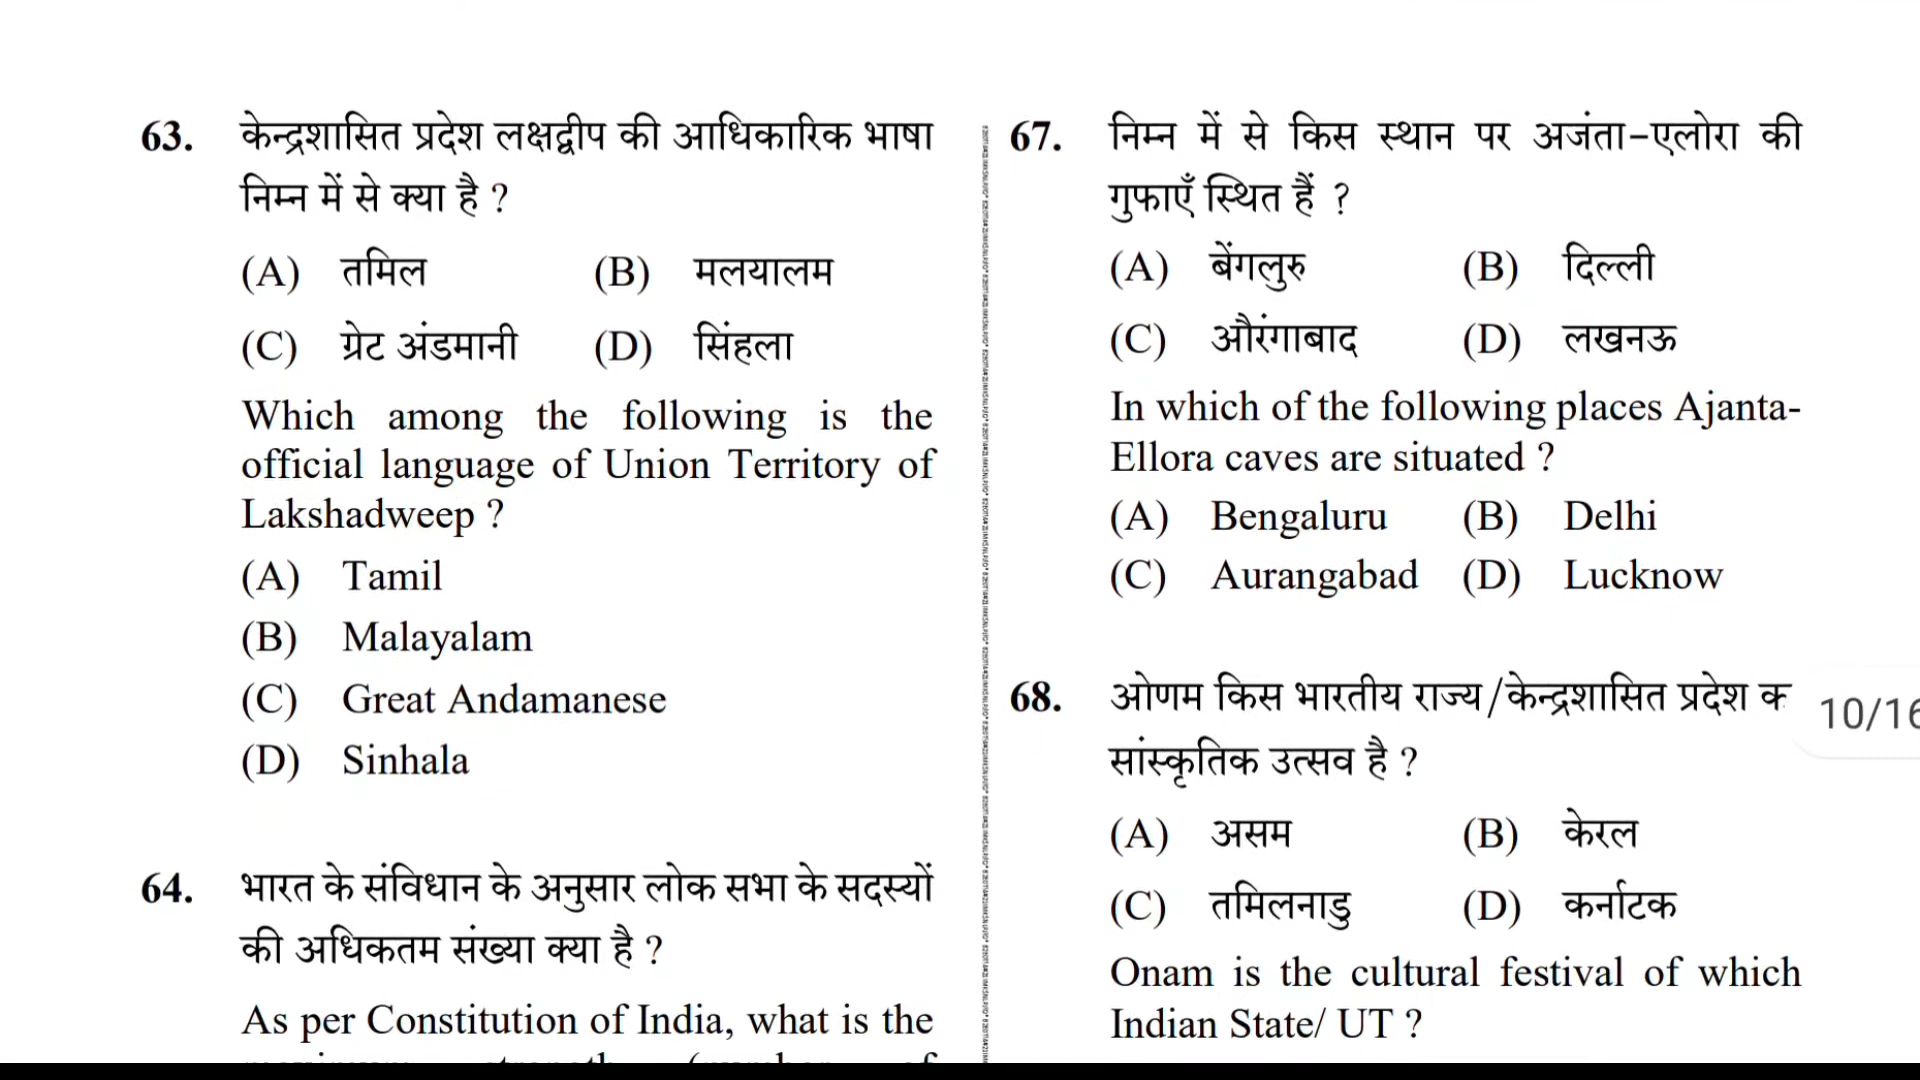 63. केन्द्रशासित प्रदेश लक्षद्वीप की आधिकारिक भाषा
निम्न में से क्या है ?
(A) तमिल (B) मलयालम
(C) ग्रेट अंडमानी (D) सिंहला
Which among the following is the
official language of Union Territory of
Lakshadweep ?
(A) Tamil
(B) Malayalam
(C) Great Andamanese
(D) Sinhala
64. भारत के संविधान के अनुसार लोक सभा के सदस्यों
की अधिकतम संख्या क्या है ?
As per Constitution of India, what is the
67. निम्न में से किस स्थान पर अजंता-एलोरा की
गुफाएँ स्थित हैं ?
(A) बेंगलुरु (B) दिल्ली
(C) औरंगाबाद (D) लखनऊ
In which of the following places Ajanta-
Ellora caves are situated ?
(A) Bengaluru (B) Delhi
(C) Aurangabad (D) Lucknow
68. ओणम किस भारतीय राज्य/केन्द्रशासित प्रदेश
सांस्कृतिक उत्सव है ?
(A) असम (B) केरल
(C) तमिलनाडु (D) कर्नाटक
Onam is the cultural festival of which
Indian State/ UT ?
10/16